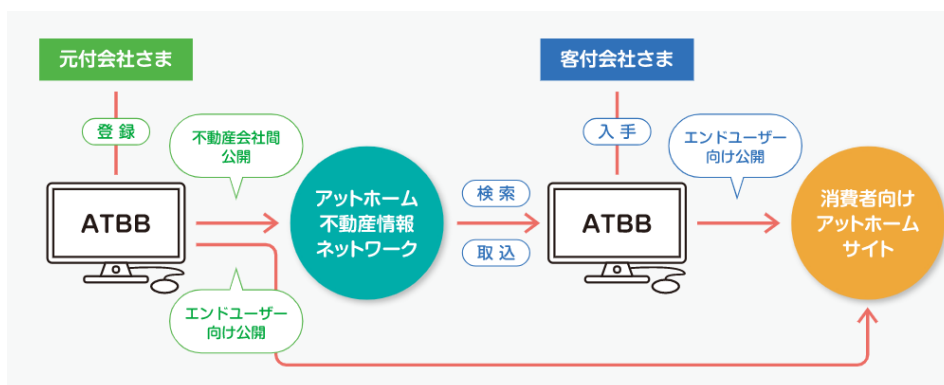 元付会社さま
客付会社さま
登録
不動産会社間
公開
入手
エンドユーザー
向け公開
ATBB
アットホーム
不動産情報
ネットワーク
検索
取込
ATBB
消費者向け
アットホーム
サイト
エンドユーザー
向け公開